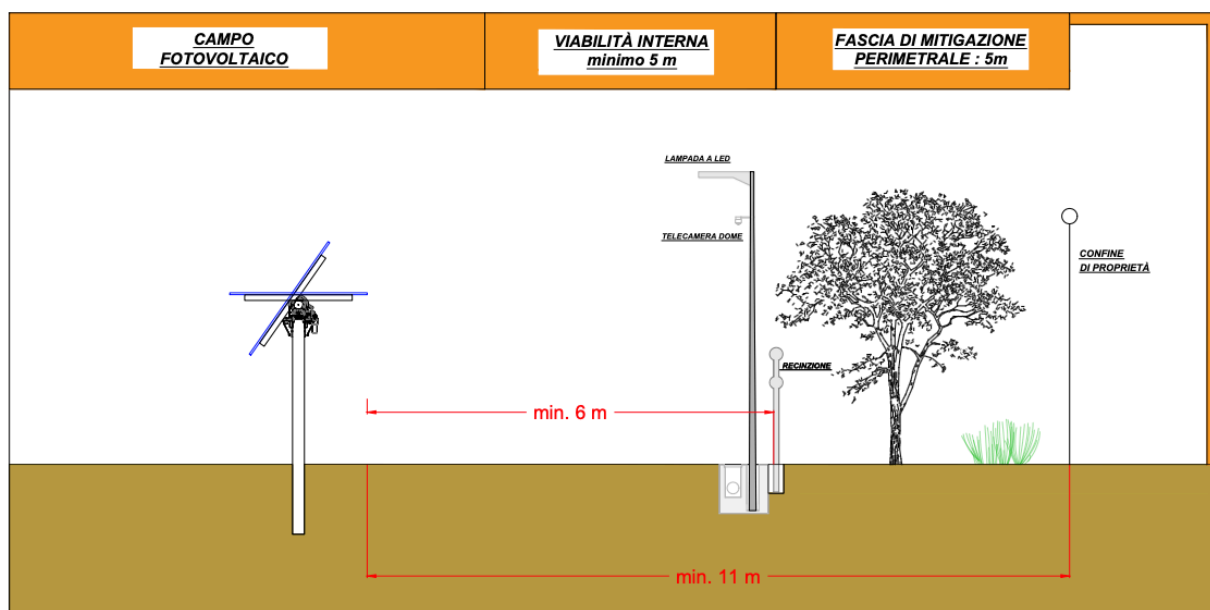 CAMPO
FOTOVOLTAICO
VIABILITÀ INTERNA
minimo 5 m
FASCIA DI MITIGAZIONE
PERIMETRALE : 5m
LAMPADA A LED
TELECAMERA DOME
CONFINE
DI PROPRIETÀ
RECINZIONE
min. 6 m
min. 11 m